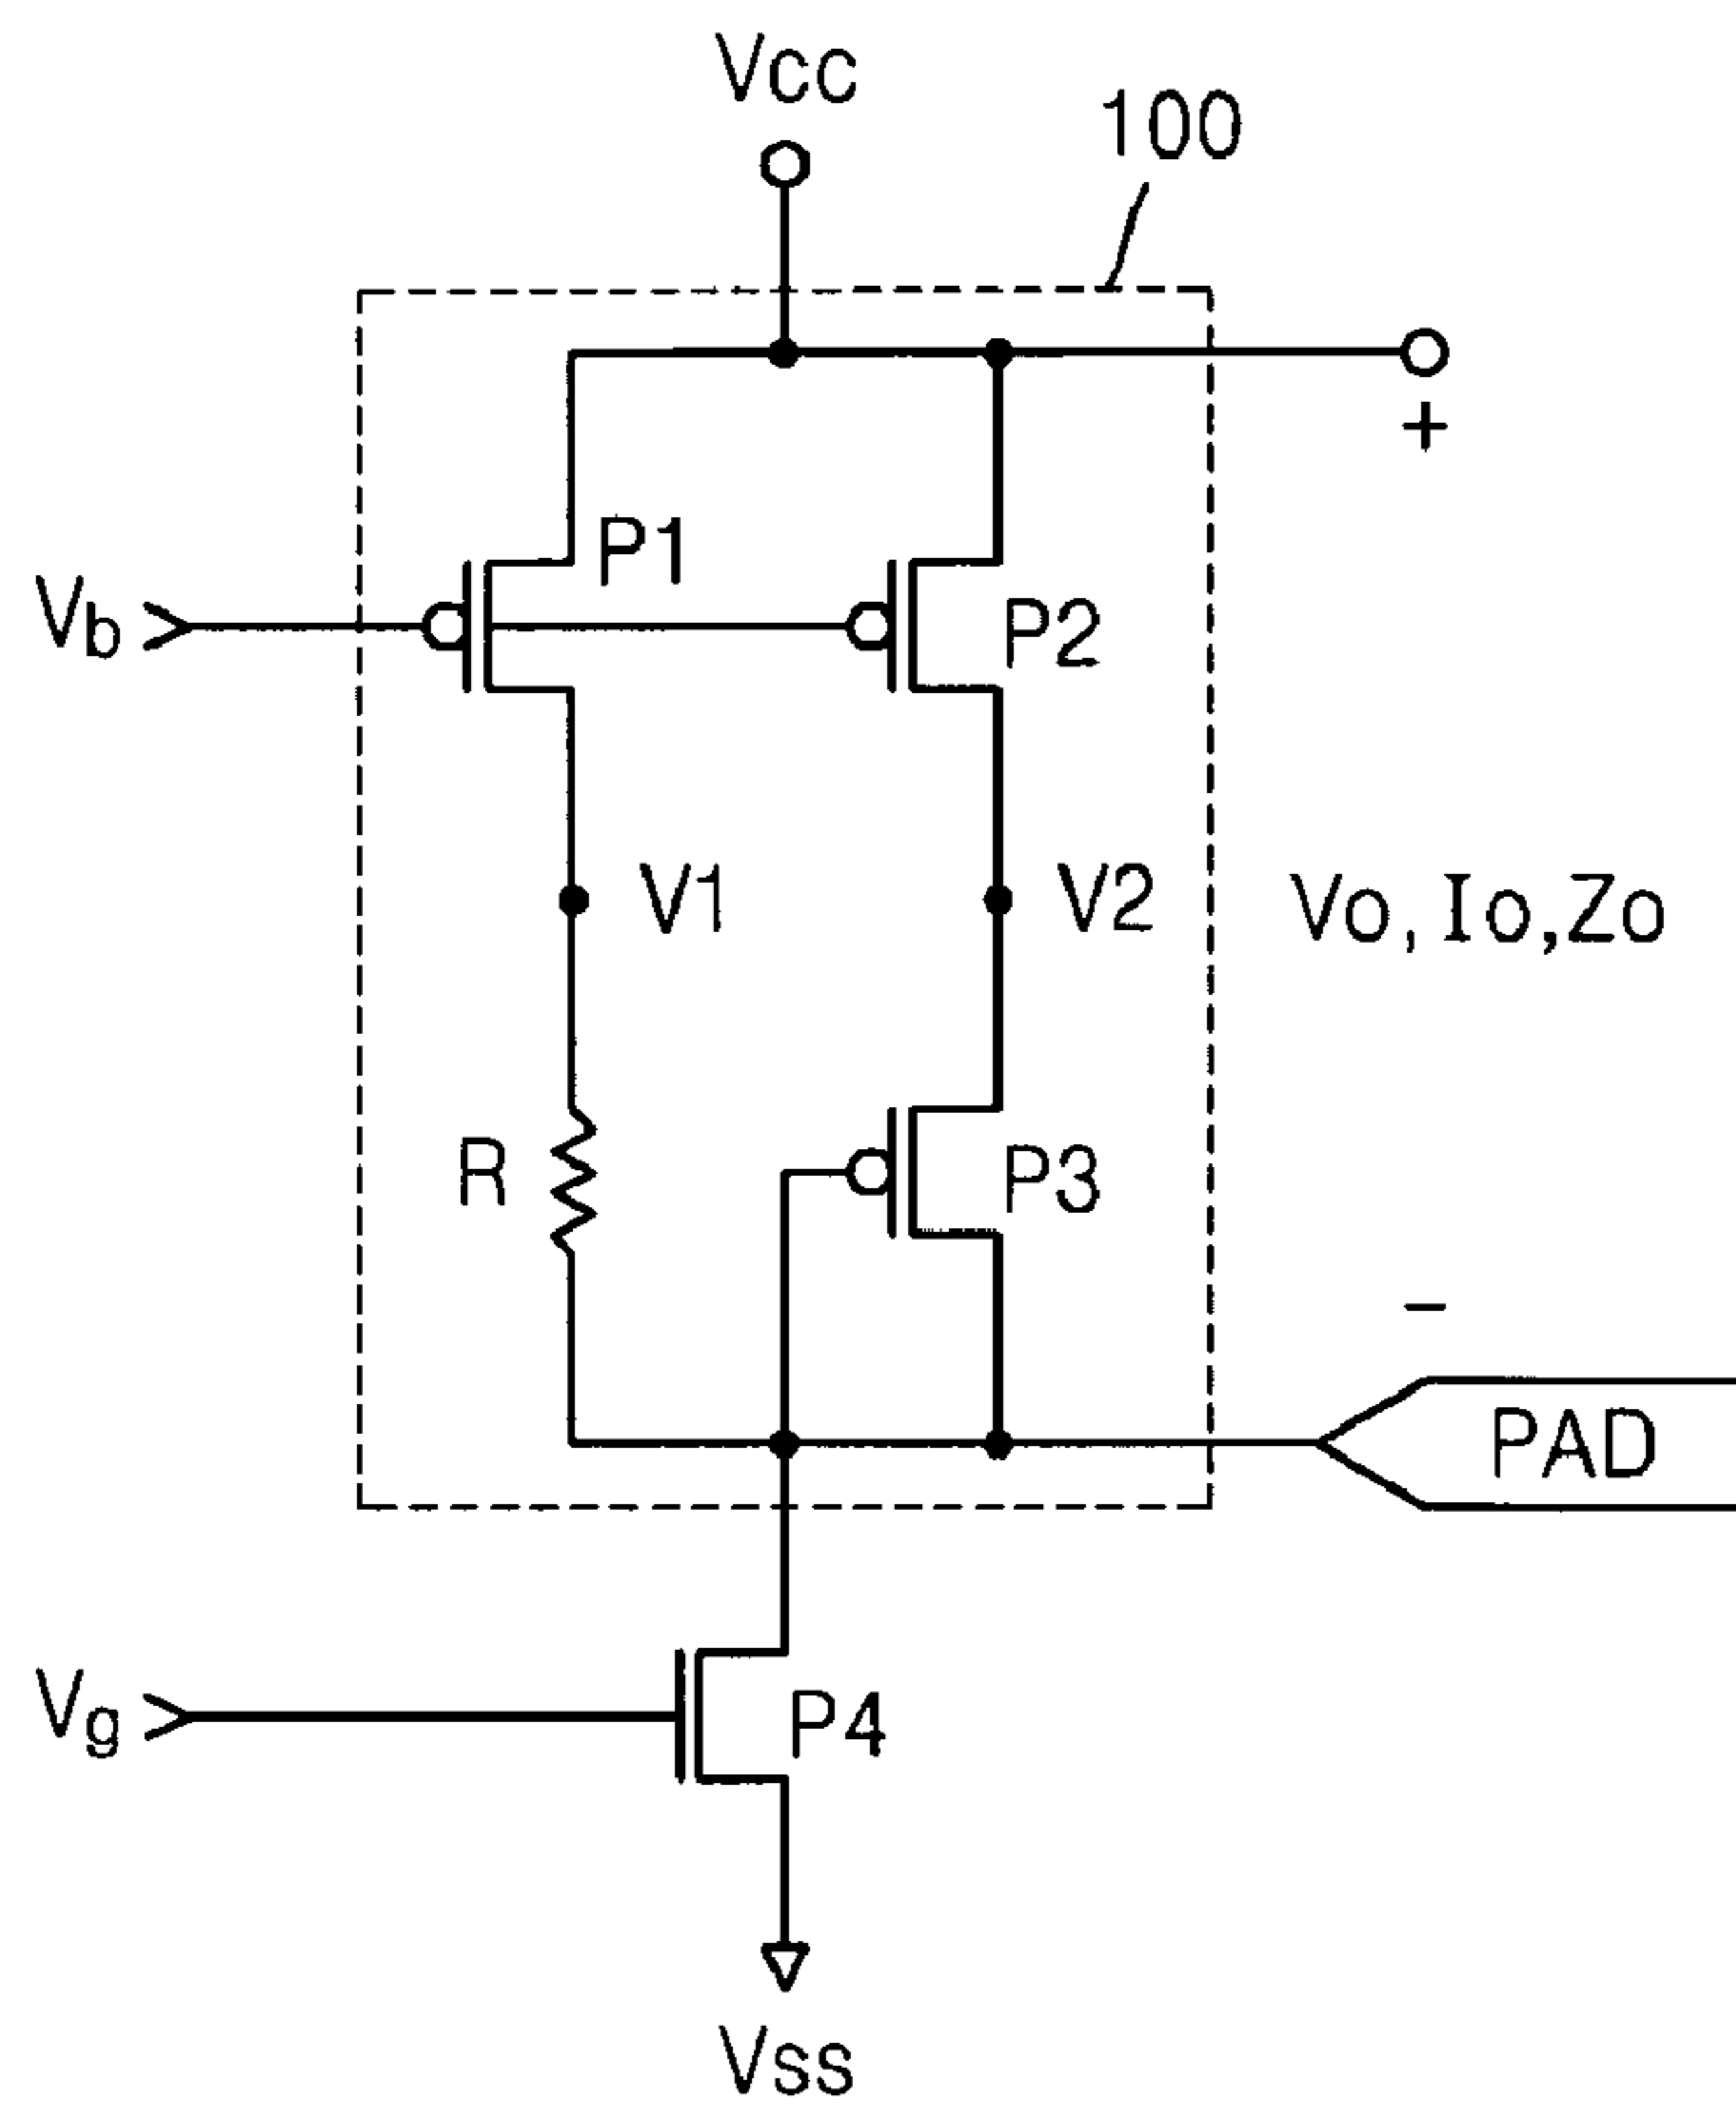 Vcc
100
+
P1
Vb
P2
V1
V2
Vo, Io, Zo
R
P3
−
PAD
Vg
P4
Vss